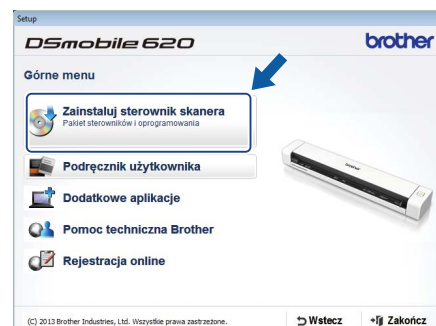 Setup
DSmobile 620
brother
Górne menu
Zainstaluj sterownik skanera
Pakiet sterowników i oprogramowania
Podręcznik użytkownika
Dodatkowe aplikacje
Pomoc techniczna Brother
Rejestracja online
(C) 2013 Brother Industries, Ltd. Wszystkie prawa zastrzeżone.
Wstecz
Zakończ